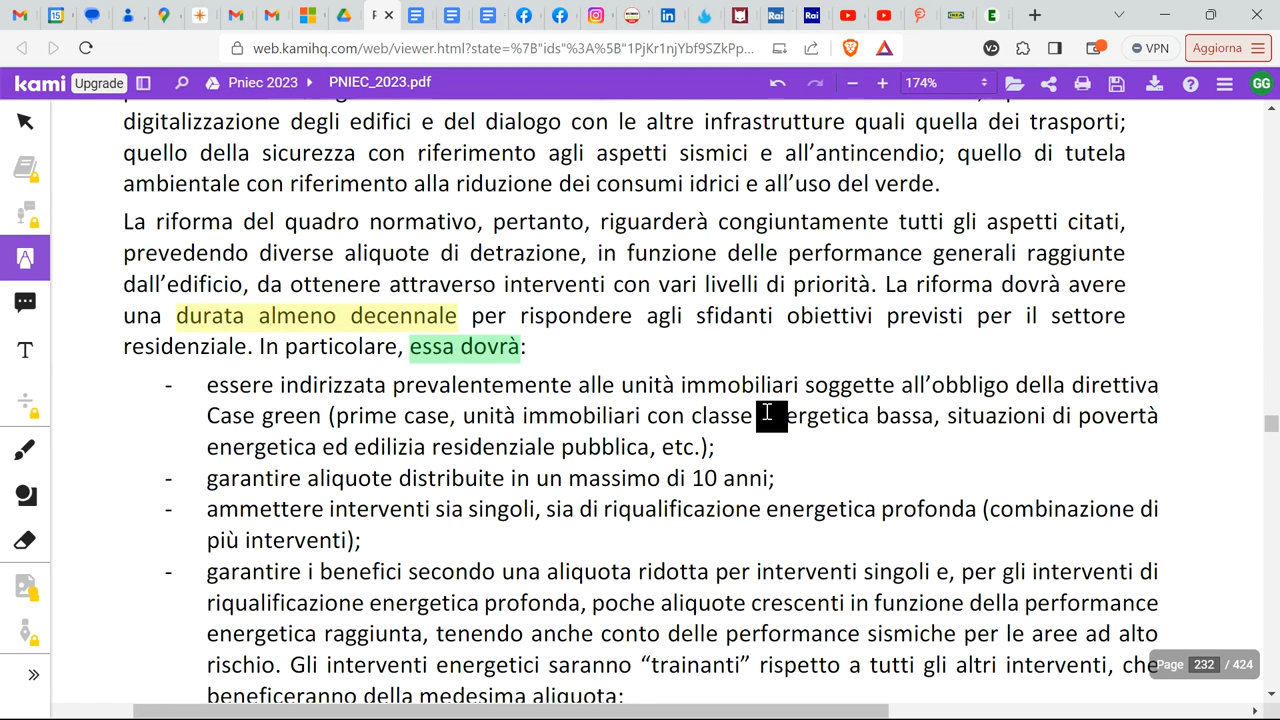 web.kamihq.com/web/viewer.html?state=%7B"ids"%3A%5B"1PjKr1njYbf9SZkPp...
VPN
Aggiorna
kami Upgrade
Pniec 2023
PNIEC_2023.pdf
174%
GG
digitalizzazione degli edifici e del dialogo con le altre infrastrutture quali quella dei trasporti;
quello della sicurezza con riferimento agli aspetti sismici e all'antincendio; quello di tutela
ambientale con riferimento alla riduzione dei consumi idrici e all'uso del verde.
La riforma del quadro normativo, pertanto, riguarderà congiuntamente tutti gli aspetti citati,
prevedendo diverse aliquote di detrazione, in funzione delle performance generali raggiunte
dall'edificio, da ottenere attraverso interventi con vari livelli di priorità. La riforma dovrà avere
una durata almeno decennale per rispondere agli sfidanti obiettivi previsti per il settore
residenziale. In particolare, essa dovrà:
- essere indirizzata prevalentemente alle unità immobiliari soggette all'obbligo della direttiva
Case green (prime case, unità immobiliari con classe ergetica bassa, situazioni di povertà
energetica ed edilizia residenziale pubblica, etc.);
- garantire aliquote distribuite in un massimo di 10 anni;
- ammettere interventi sia singoli, sia di riqualificazione energetica profonda (combinazione di
più interventi);
- garantire i benefici secondo una aliquota ridotta per interventi singoli e, per gli interventi di
riqualificazione energetica profonda, poche aliquote crescenti in funzione della performance
energetica raggiunta, tenendo anche conto delle performance sismiche per le aree ad alto
rischio. Gli interventi energetici saranno "trainanti" rispetto a tutti gli altri interventi, che
beneficeranno della medesima aliquota;
Page 232 / 424